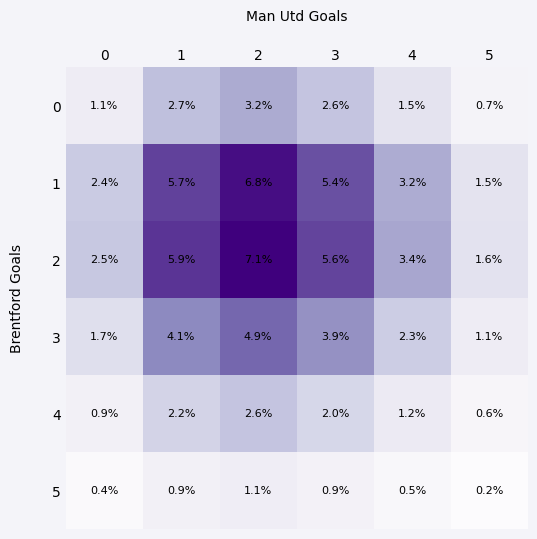 Man Utd Goals
0 1 2 3 4 5
0 1.1% 2.7% 3.2% 2.6% 1.5% 0.7%
1 2.4% 5.7% 6.8% 5.4% 3.2% 1.5%
2 2.5% 5.9% 7.1% 5.6% 3.4% 1.6%
3 1.7% 4.1% 4.9% 3.9% 2.3% 1.1%
4 0.9% 2.2% 2.6% 2.0% 1.2% 0.6%
5 0.4% 0.9% 1.1% 0.9% 0.5% 0.2%
Brentford Goals